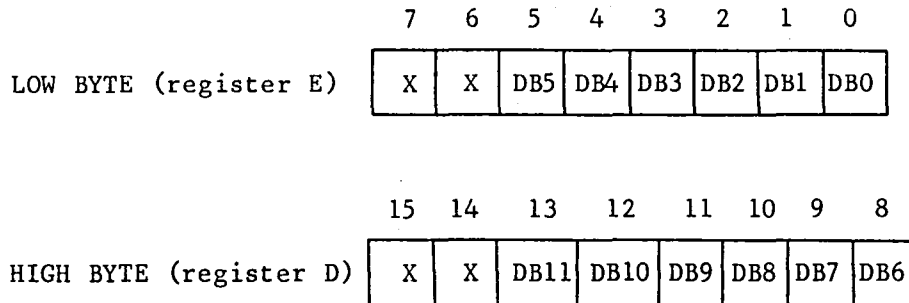 7 6 5 4 3 2 1 0
LOW BYTE (register E) X X DB5 DB4 DB3 DB2 DB1 DB0
15 14 13 12 11 10 9 8
HIGH BYTE (register D) X X DB11 DB10 DB9 DB8 DB7 DB6